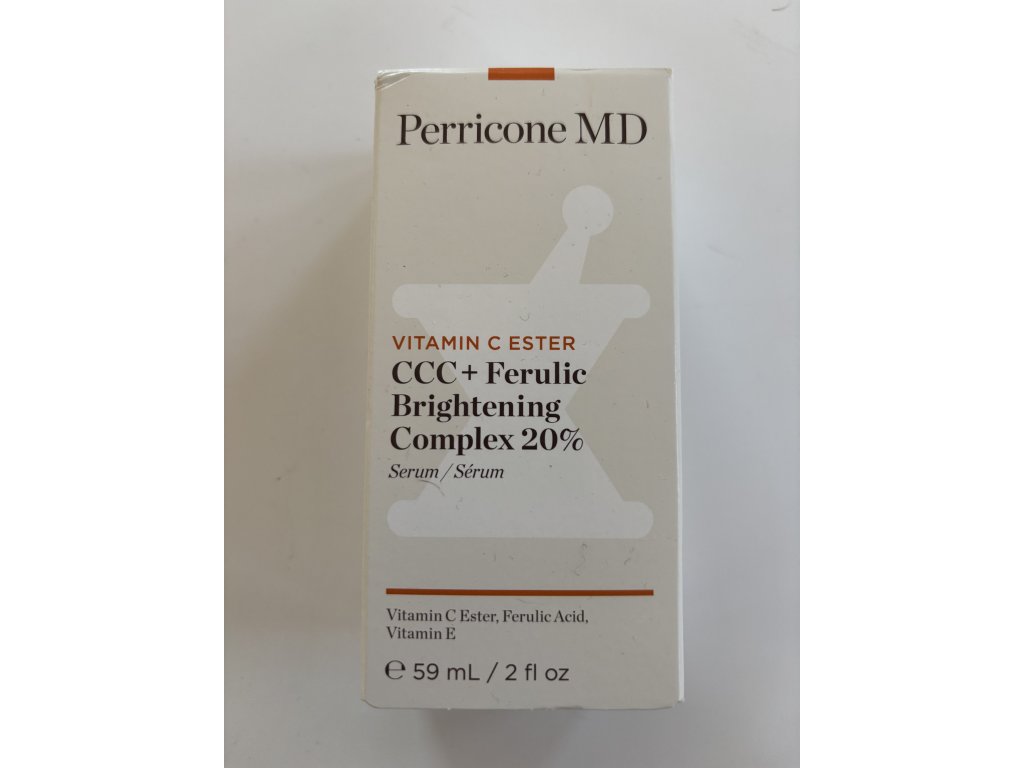 Perricone MD
VITAMIN C ESTER
CCC+ Ferulic
Brightening
Complex 20%
Serum / Sérum
Vitamin C Ester, Ferulic Acid,
Vitamin E
℮ 59 mL / 2 fl oz